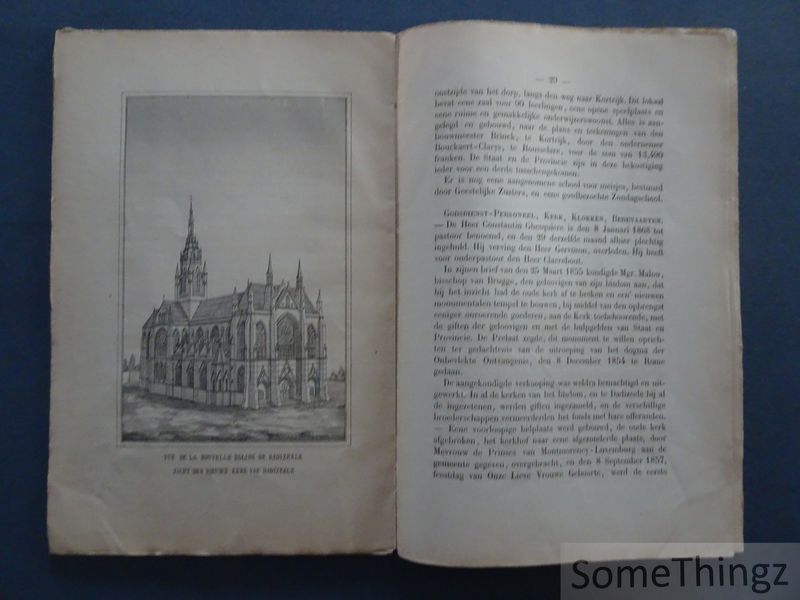 VUE DE LA NOUVELLE ÉGLISE DE DADIZEELE
ZICHT DER NIEUWE KERK VAN DADIZEELE
— 29 —
oostzijde van het dorp, langs den weg naar Kortrijk. Dit lokaal
bevat eene zaal voor 90 leerlingen, eene opene speelplaats en
eene ruime en gemakkelijke onderwijzerswoonst. Alles is aan-
gelegd en gebouwd, naar de plans en teekeningen van den
bouwmeester Brinck, te Kortrijk, door den ondernemer
Bouckaert-Clarys, te Rousselare, voor de som van 13,490
franken. De Staat en de Provincie zijn in deze bekostiging
ieder voor een derde tusschengekomen.
Er is nog eene aangenomene school voor meisjes, bestuurd
door Geestelijke Zusters, en eene goedbezochte Zondagschool.
Godsdienst-Personeel, Kerk, Klokken, Bedevaarten.
— De Heer Constantin Gheupiere is den 8 Januari 1868 tot
pastoor benoemd, en den 29 derzelfde maand alhier plechtig
ingehuld. Hij verving den Heer Gervoson, overleden. Hij heeft
voor onderpastoor den Heer Claerebout.
In zijnen brief van den 25 Maart 1855 kondigde Mgr. Malou,
bisschop van Brugge, den geloovigen van zijn bisdom aan, dat
hij het inzicht had de oude kerk af te breken en een' nieuwen
monumentalen tempel te bouwen, bij middel van den opbrengst
eeniger onroerende goederen, aan de Kerk toebehoorende, met
de giften der geloovigen en met de hulpgelden van Staat en
Provincie. De Prelaat zegde, dit monument te willen oprich-
ten ter gedachtenis van de uitroeping van het dogma der
Onbevlekte Ontvangenis, den 8 December 1854 te Rome
gedaan.
De aangekondigde verkooping was weldra bemachtigd en uit-
gewerkt. In al de kerken van het bisdom, en te Dadizeele bij al
de ingezetenen, werden giften ingezameld, en de verschillige
broederschappen vermeerderden het fonds met hare offeranden.
— Eene voorloopige hulplaats werd gebouwd, de oude kerk
afgebroken, het kerkhof naar eene afgezonderde plaats, door
Mevrouw de Prinses van Montmorency-Luxemburg aan de
gemeente gegeven, overgebracht, en den 8 September 1857,
feestdag van Onze Lieve Vrouwe Geboorte, werd de eerste
SomeThingz